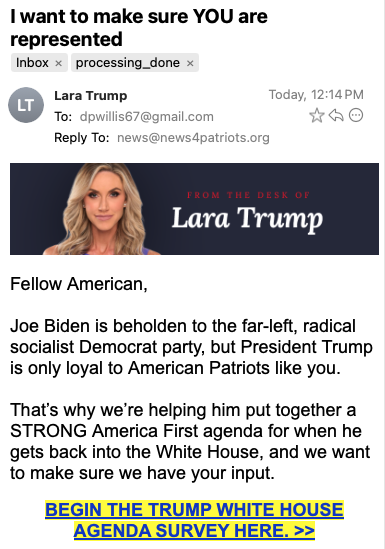 I want to make sure YOU are
represented
Inbox × processing_done ×
LT
Lara Trump
Today, 12:14 PM
To: dpwillis67@gmail.com
Reply To: news@news4patriots.org
FROM THE DESK OF
Lara Trump
Fellow American,
Joe Biden is beholden to the far-left, radical
socialist Democrat party, but President Trump
is only loyal to American Patriots like you.
That’s why we’re helping him put together a
STRONG America First agenda for when he
gets back into the White House, and we want
to make sure we have your input.
BEGIN THE TRUMP WHITE HOUSE
AGENDA SURVEY HERE. >>